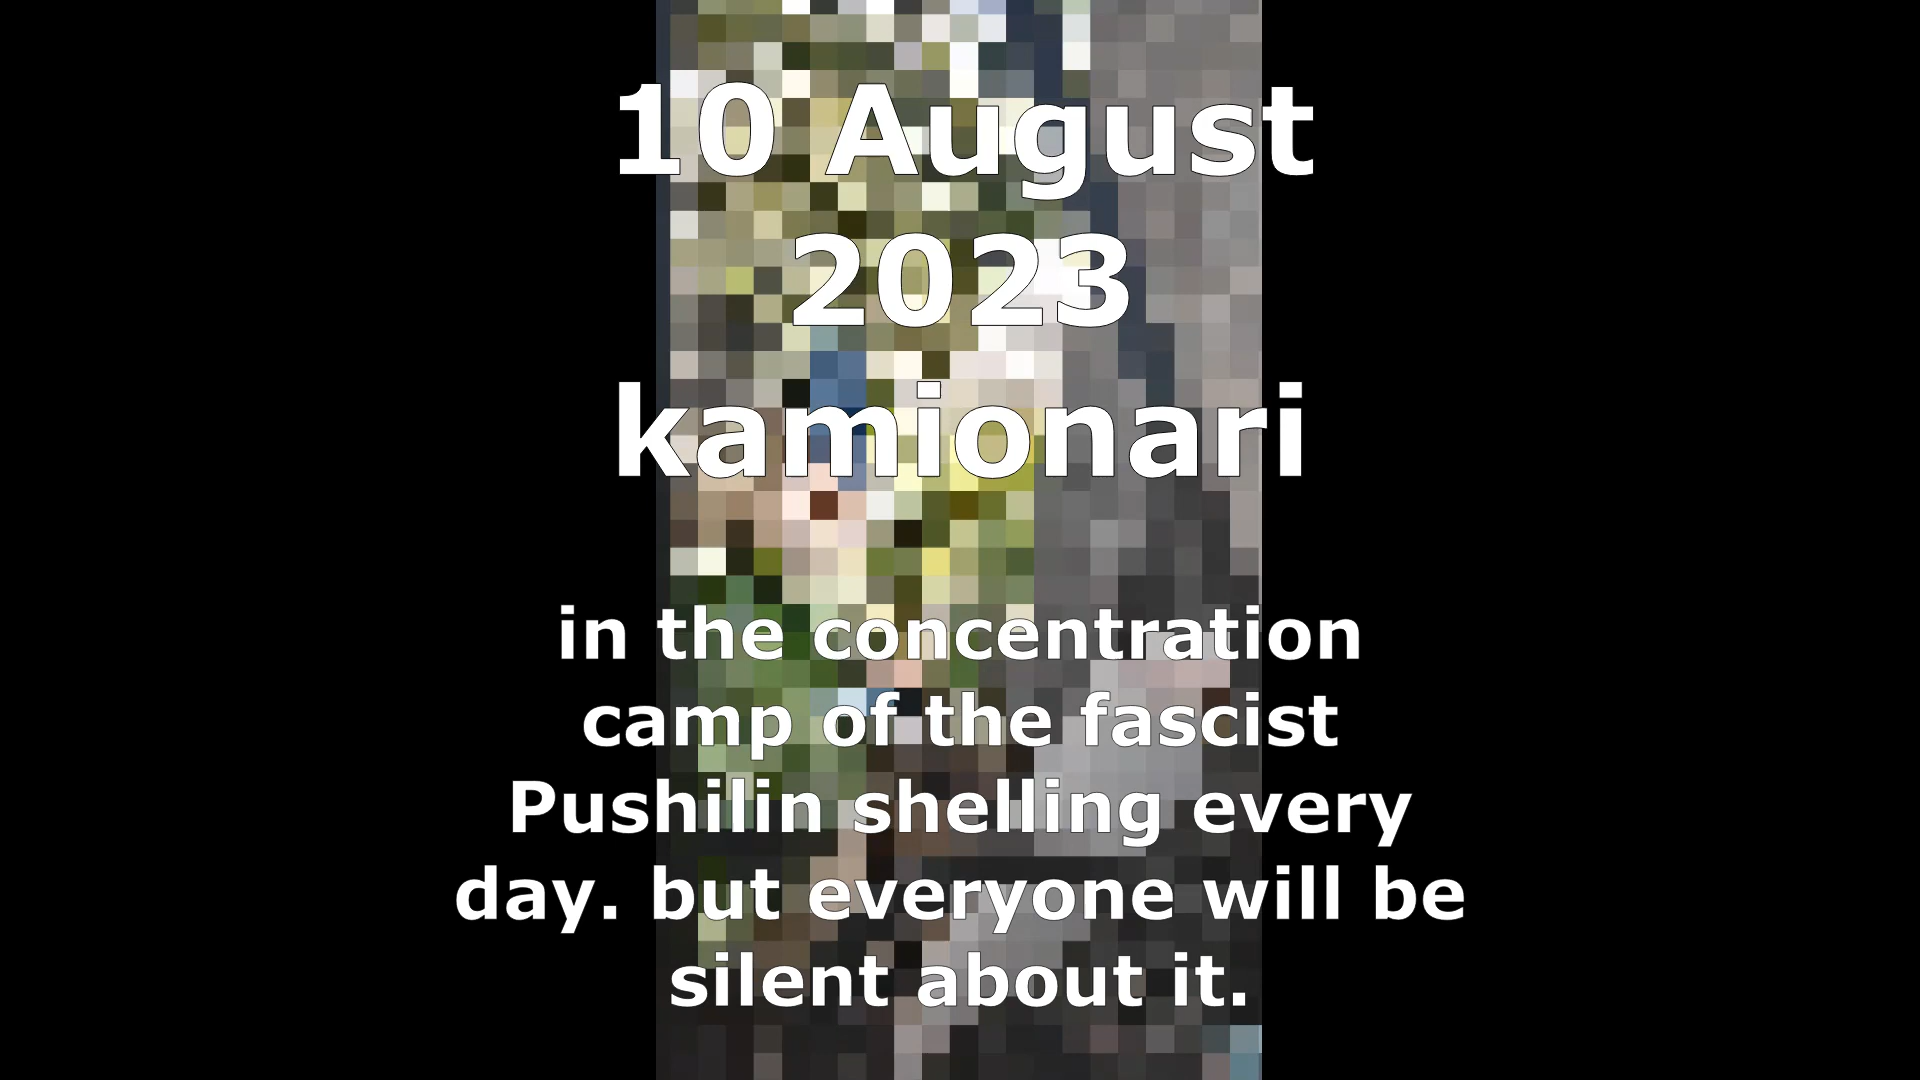 10 August
2023
kamionari
in the concentration
camp of the fascist
Pushilin shelling every
day. but everyone will be
silent about it.